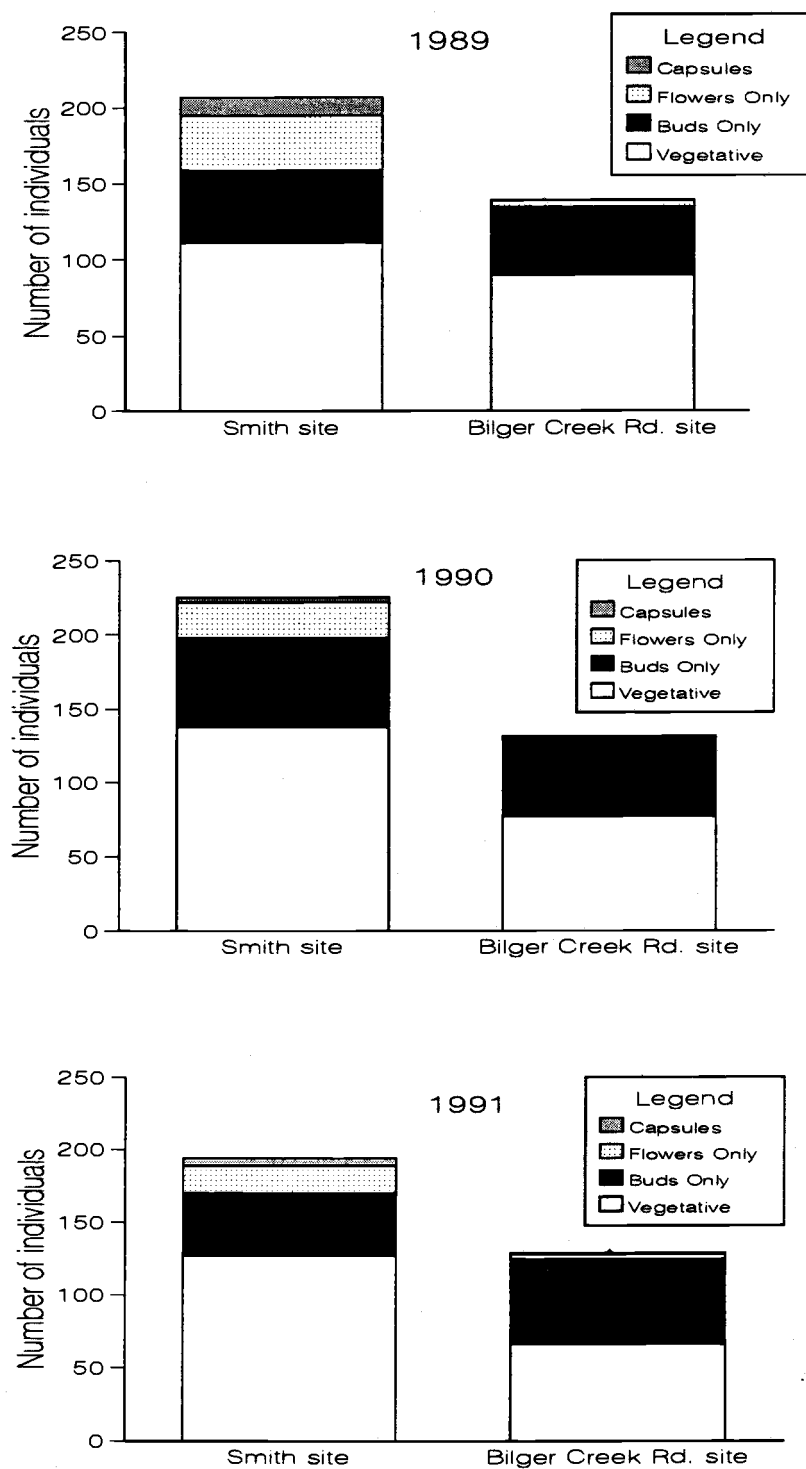 1989
Legend
Capsules
Flowers Only
Buds Only
Vegetative
Number of individuals
250
200
150
100
50
0
Smith site
Bilger Creek Rd. site
1990
Legend
Capsules
Flowers Only
Buds Only
Vegetative
Number of individuals
250
200
150
100
50
0
Smith site
Bilger Creek Rd. site
1991
Legend
Capsules
Flowers Only
Buds Only
Vegetative
Number of individuals
250
200
150
100
50
0
Smith site
Bilger Creek Rd. site